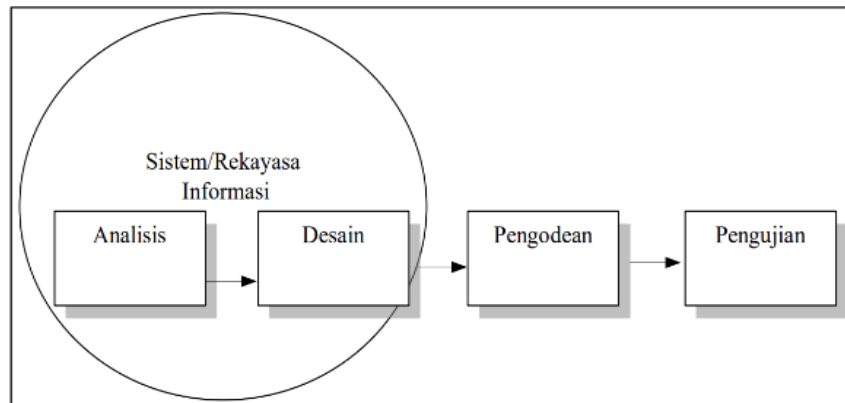 Sistem/Rekayasa
Informasi
Analisis
Desain
Pengodean
Pengujian